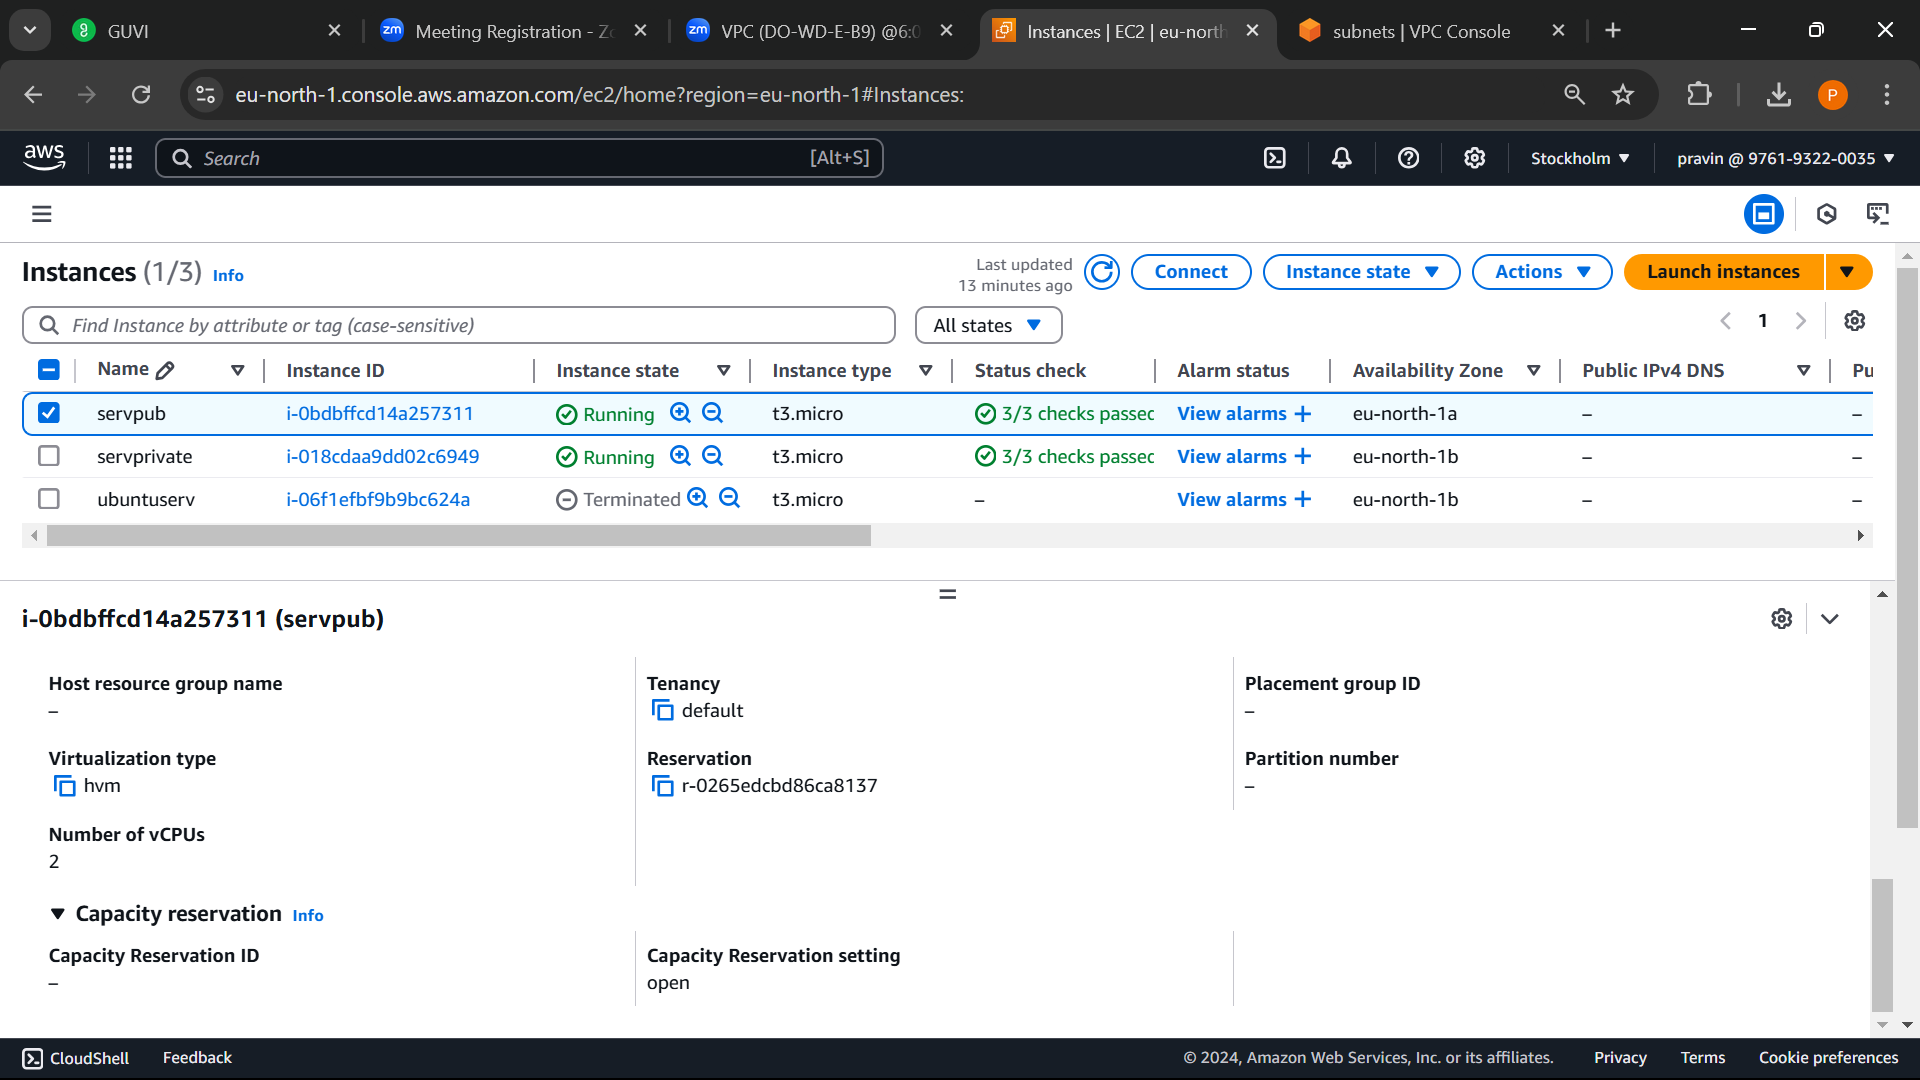 GUVI
Meeting Registration - Zo
VPC (DO-WD-E-B9) @6:0
Instances | EC2 | eu-north
subnets | VPC Console
eu-north-1.console.aws.amazon.com/ec2/home?region=eu-north-1#Instances:
P
aws
Search
[Alt+S]
Stockholm
pravin @ 9761-9322-0035
Instances (1/3) Info
Last updated
13 minutes ago
Connect
Instance state
Actions
Launch instances
Find Instance by attribute or tag (case-sensitive)
All states
1
Name Instance ID Instance state Instance type Status check Alarm status Availability Zone Public IPv4 DNS Pu
servpub i-0bdbffcd14a257311 Running t3.micro 3/3 checks passed View alarms + eu-north-1a – –
servprivate i-018cdaa9dd02c6949 Running t3.micro 3/3 checks passed View alarms + eu-north-1b – –
ubuntuserv i-06f1efbf9b9bc624a Terminated t3.micro – View alarms + eu-north-1b – –
i-0bdbffcd14a257311 (servpub)
Host resource group name
–
Tenancy
default
Placement group ID
–
Virtualization type
hvm
Reservation
r-0265edcbd86ca8137
Partition number
–
Number of vCPUs
2
Capacity reservation Info
Capacity Reservation ID
–
Capacity Reservation setting
open
CloudShell
Feedback
© 2024, Amazon Web Services, Inc. or its affiliates.
Privacy
Terms
Cookie preferences